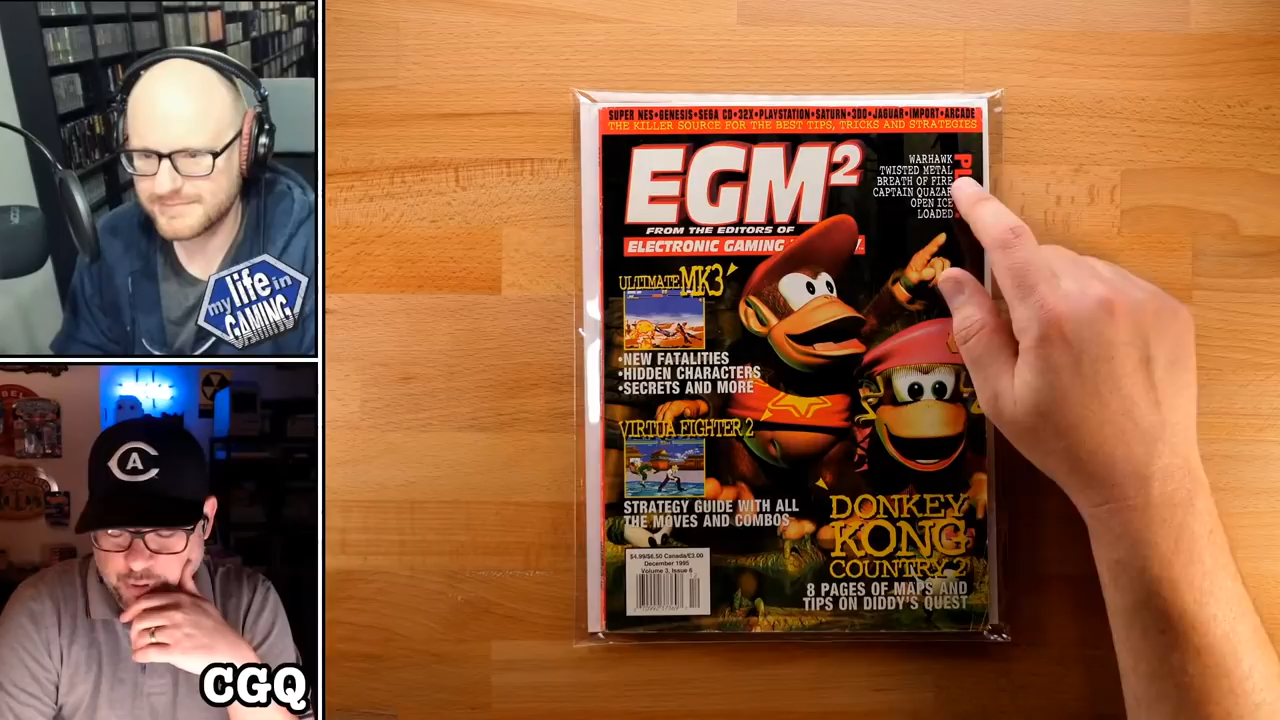 my
life in
GAMING
A
CGQ
SUPER NES•GENESIS•SEGA CD•32X•PLAYSTATION•SATURN•3DO•JAGUAR•IMPORT•ARCADE
THE KILLER SOURCE FOR THE BEST TIPS, TRICKS AND STRATEGIES
EGM²
FROM THE EDITORS OF
ELECTRONIC GAMING
WARHAWK
TWISTED METAL
BREATH OF FIRE
CAPTAIN QUAZAR
OPEN ICE
LOADED
ULTIMATE MK3
•NEW FATALITIES
•HIDDEN CHARACTERS
•SECRETS AND MORE
VIRTUA FIGHTER 2
STRATEGY GUIDE WITH ALL
THE MOVES AND COMBOS
DONKEY
KONG
COUNTRY 2
8 PAGES OF MAPS AND
TIPS ON DIDDY'S QUEST
$4.99/$6.50 Canada/£3.00
December 1995
Volume 3, Issue 6